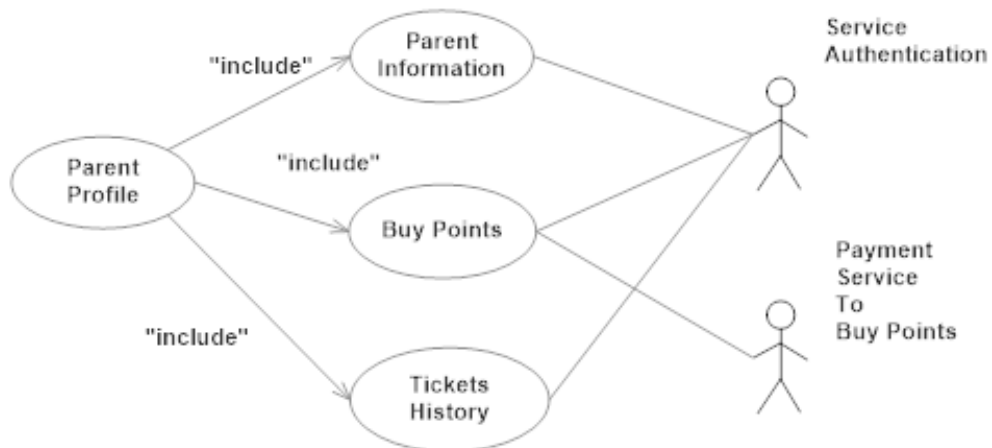 Parent
Information
Service
Authentication
"include"
Parent
Profile
"include"
Buy Points
Payment
Service
To
Buy Points
"include"
Tickets
History